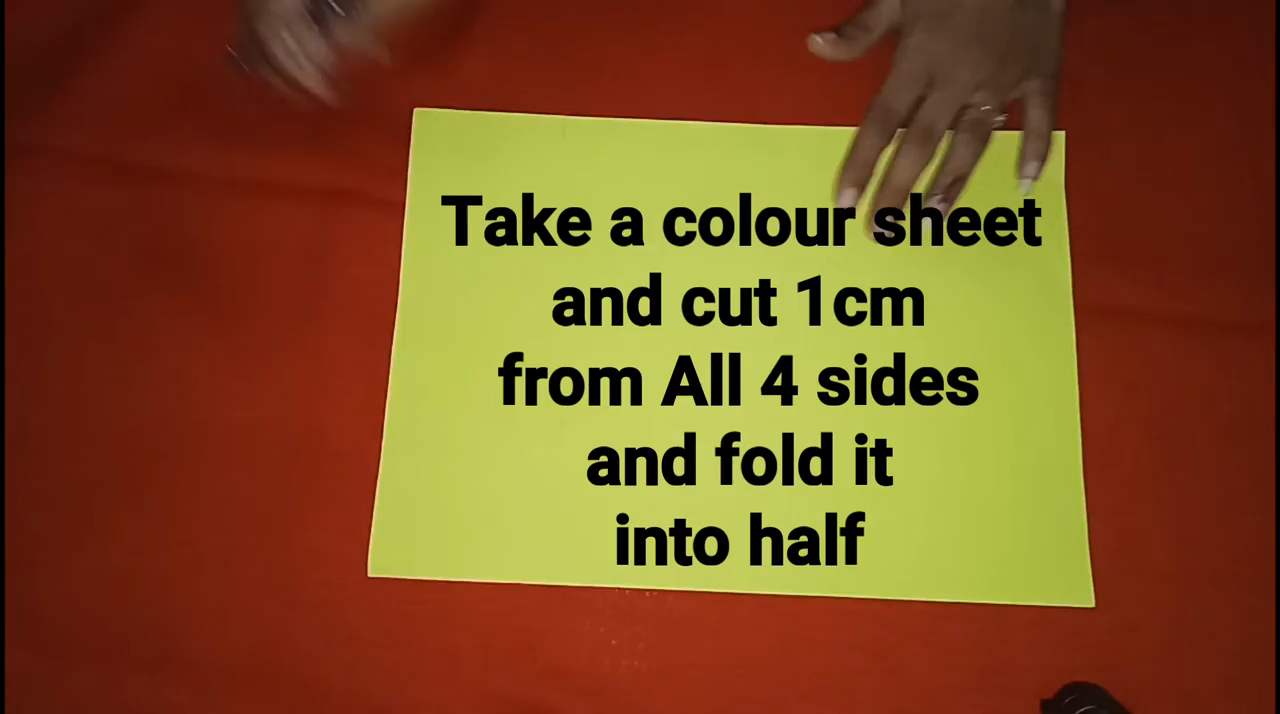 Take a colour sheet
and cut 1cm
from All 4 sides
and fold it
into half